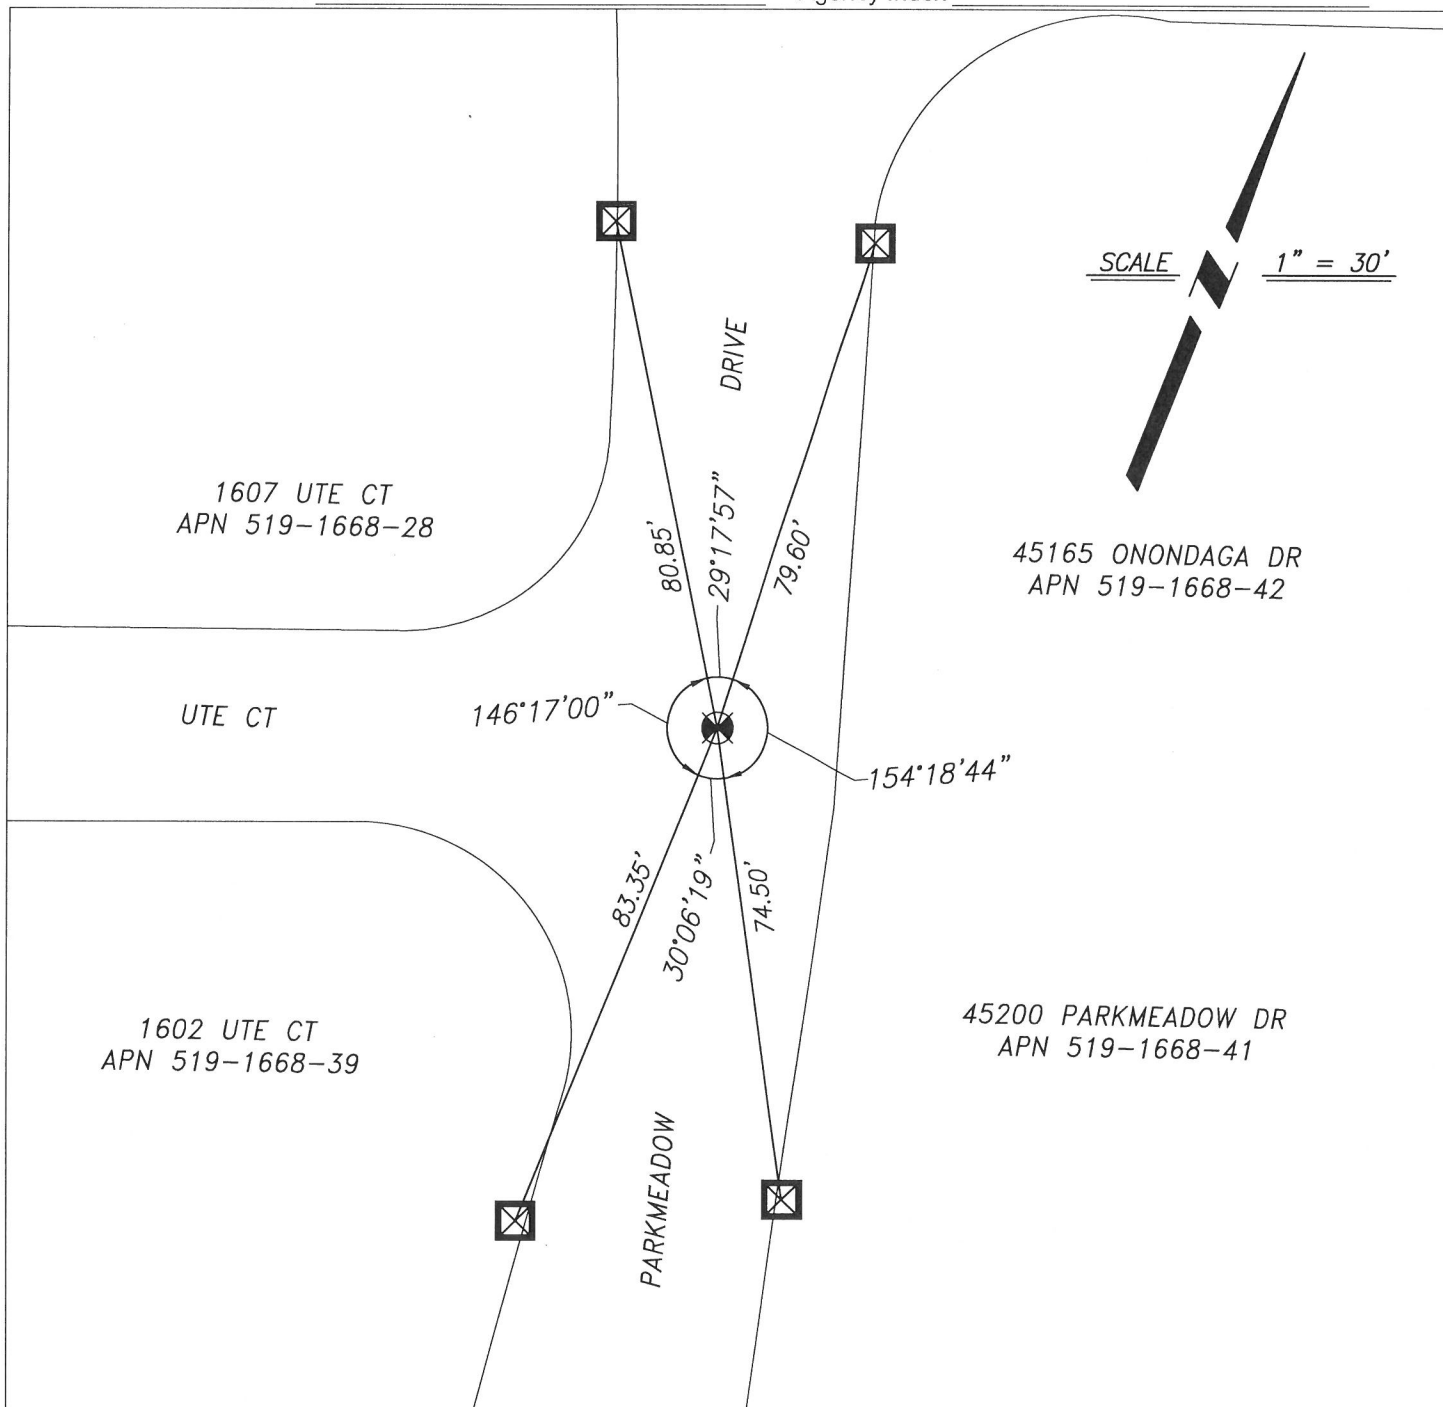 SCALE 1" = 30'
DRIVE
1607 UTE CT
APN 519-1668-28
80.85'
29°17'57"
79.60'
45165 ONONDAGA DR
APN 519-1668-42
UTE CT
146°17'00"
154°18'44"
83.35'
30°06'19"
74.50'
1602 UTE CT
APN 519-1668-39
45200 PARKMEADOW DR
APN 519-1668-41
PARKMEADOW